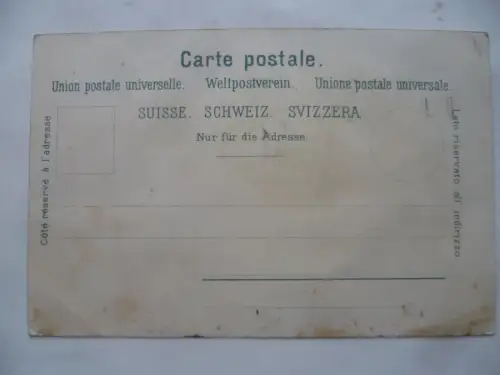 Carte postale.
Union postale universelle. Weltpostverein. Unione postale universale.
SUISSE. SCHWEIZ. SVIZZERA
Nur für die Adresse
Côté réservé à l'adresse
Lato riservato all' indirizzo